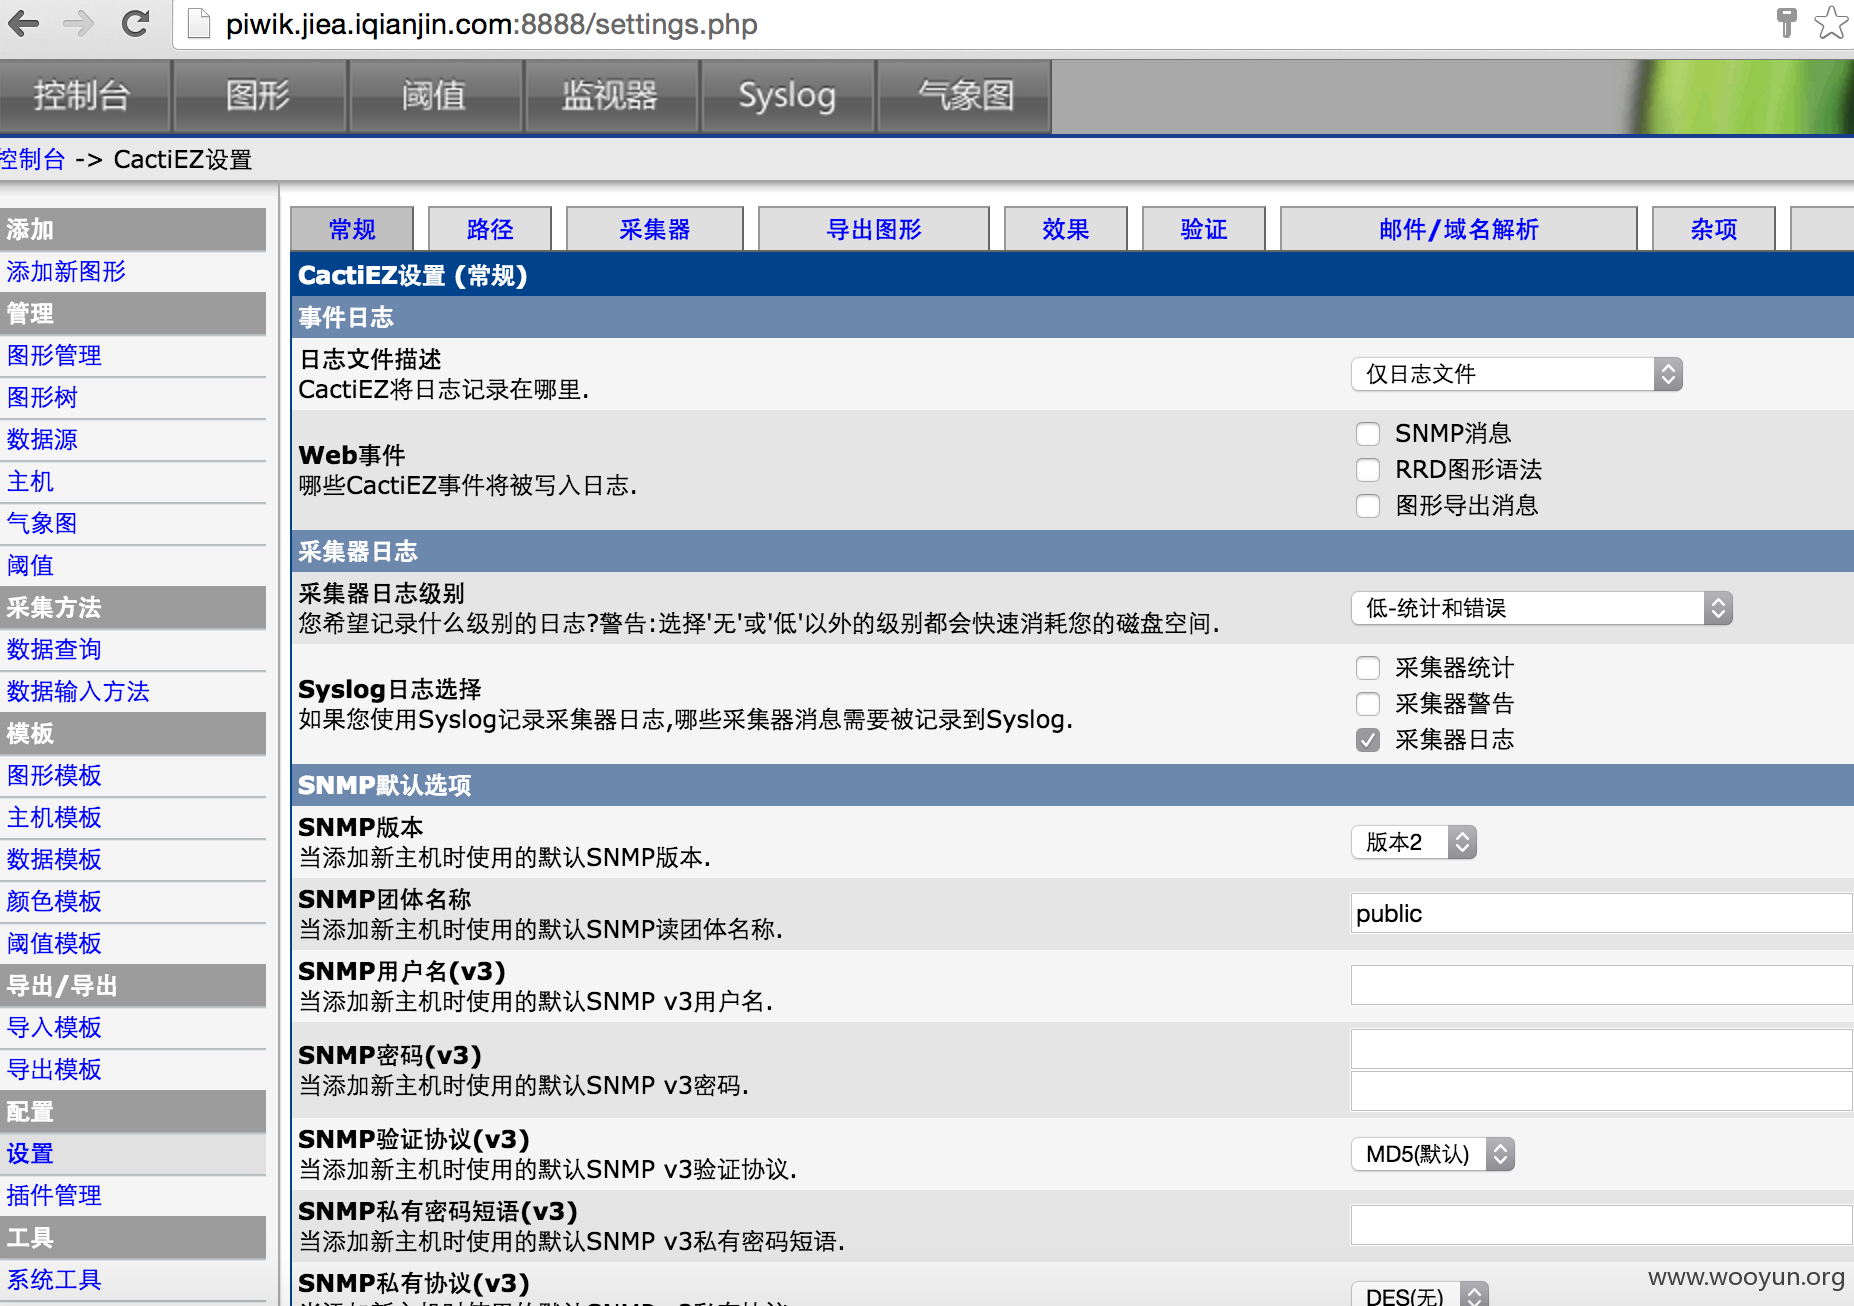 piwik.jiea.iqianjin.com:8888/settings.php
控制台 图形 阈值 监视器 Syslog 气象图
控制台 -> CactiEZ设置
添加
添加新图形
管理
图形管理
图形树
数据源
主机
气象图
阈值
采集方法
数据查询
数据输入方法
模板
图形模板
主机模板
数据模板
颜色模板
阈值模板
导出/导出
导入模板
导出模板
配置
设置
插件管理
工具
系统工具
常规 路径 采集器 导出图形 效果 验证 邮件/域名解析 杂项
CactiEZ设置 (常规)
事件日志
日志文件描述
CactiEZ将日志记录在哪里.
仅日志文件
Web事件
哪些CactiEZ事件将被写入日志.
SNMP消息
RRD图形语法
图形导出消息
采集器日志
采集器日志级别
您希望记录什么级别的日志?警告:选择'无'或'低'以外的级别都会快速消耗您的磁盘空间.
低-统计和错误
Syslog日志选择
如果您使用Syslog记录采集器日志,哪些采集器消息需要被记录到Syslog.
采集器统计
采集器警告
采集器日志
SNMP默认选项
SNMP版本
当添加新主机时使用的默认SNMP版本.
版本2
SNMP团体名称
当添加新主机时使用的默认SNMP读团体名称.
public
SNMP用户名(v3)
当添加新主机时使用的默认SNMP v3用户名.
SNMP密码(v3)
当添加新主机时使用的默认SNMP v3密码.
SNMP验证协议(v3)
当添加新主机时使用的默认SNMP v3验证协议.
MD5(默认)
SNMP私有密码短语(v3)
当添加新主机时使用的默认SNMP v3私有密码短语.
SNMP私有协议(v3)
DES(无)
www.wooyun.org